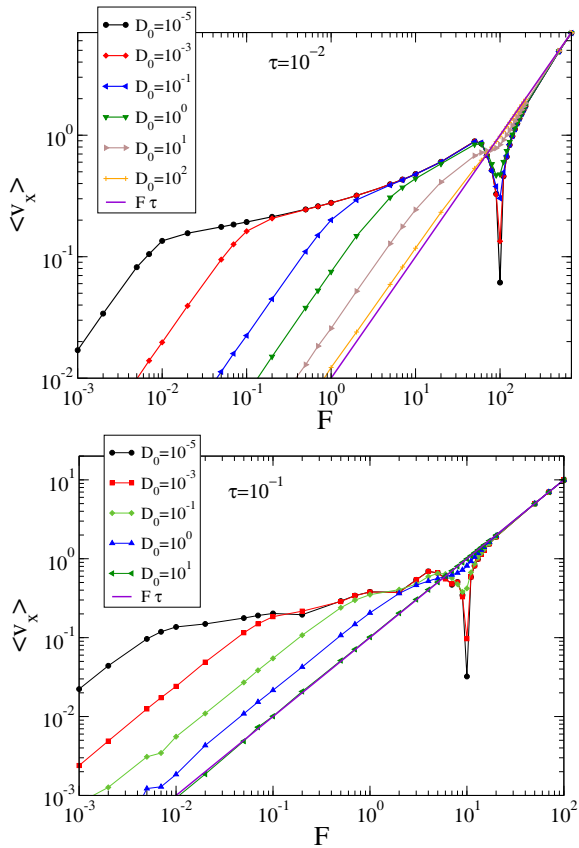 D₀=10⁻⁵
D₀=10⁻³
D₀=10⁻¹
D₀=10⁰
D₀=10¹
D₀=10²
F τ
τ=10⁻²
10⁰
10⁻¹
10⁻²
<vₓ>
10⁻³ 10⁻² 10⁻¹ 10⁰ 10¹ 10²
F
D₀=10⁻⁵
D₀=10⁻³
D₀=10⁻¹
D₀=10⁰
D₀=10¹
F τ
τ=10⁻¹
10¹
10⁰
10⁻¹
10⁻²
10⁻³
<vₓ>
10⁻³ 10⁻² 10⁻¹ 10⁰ 10¹ 10²
F